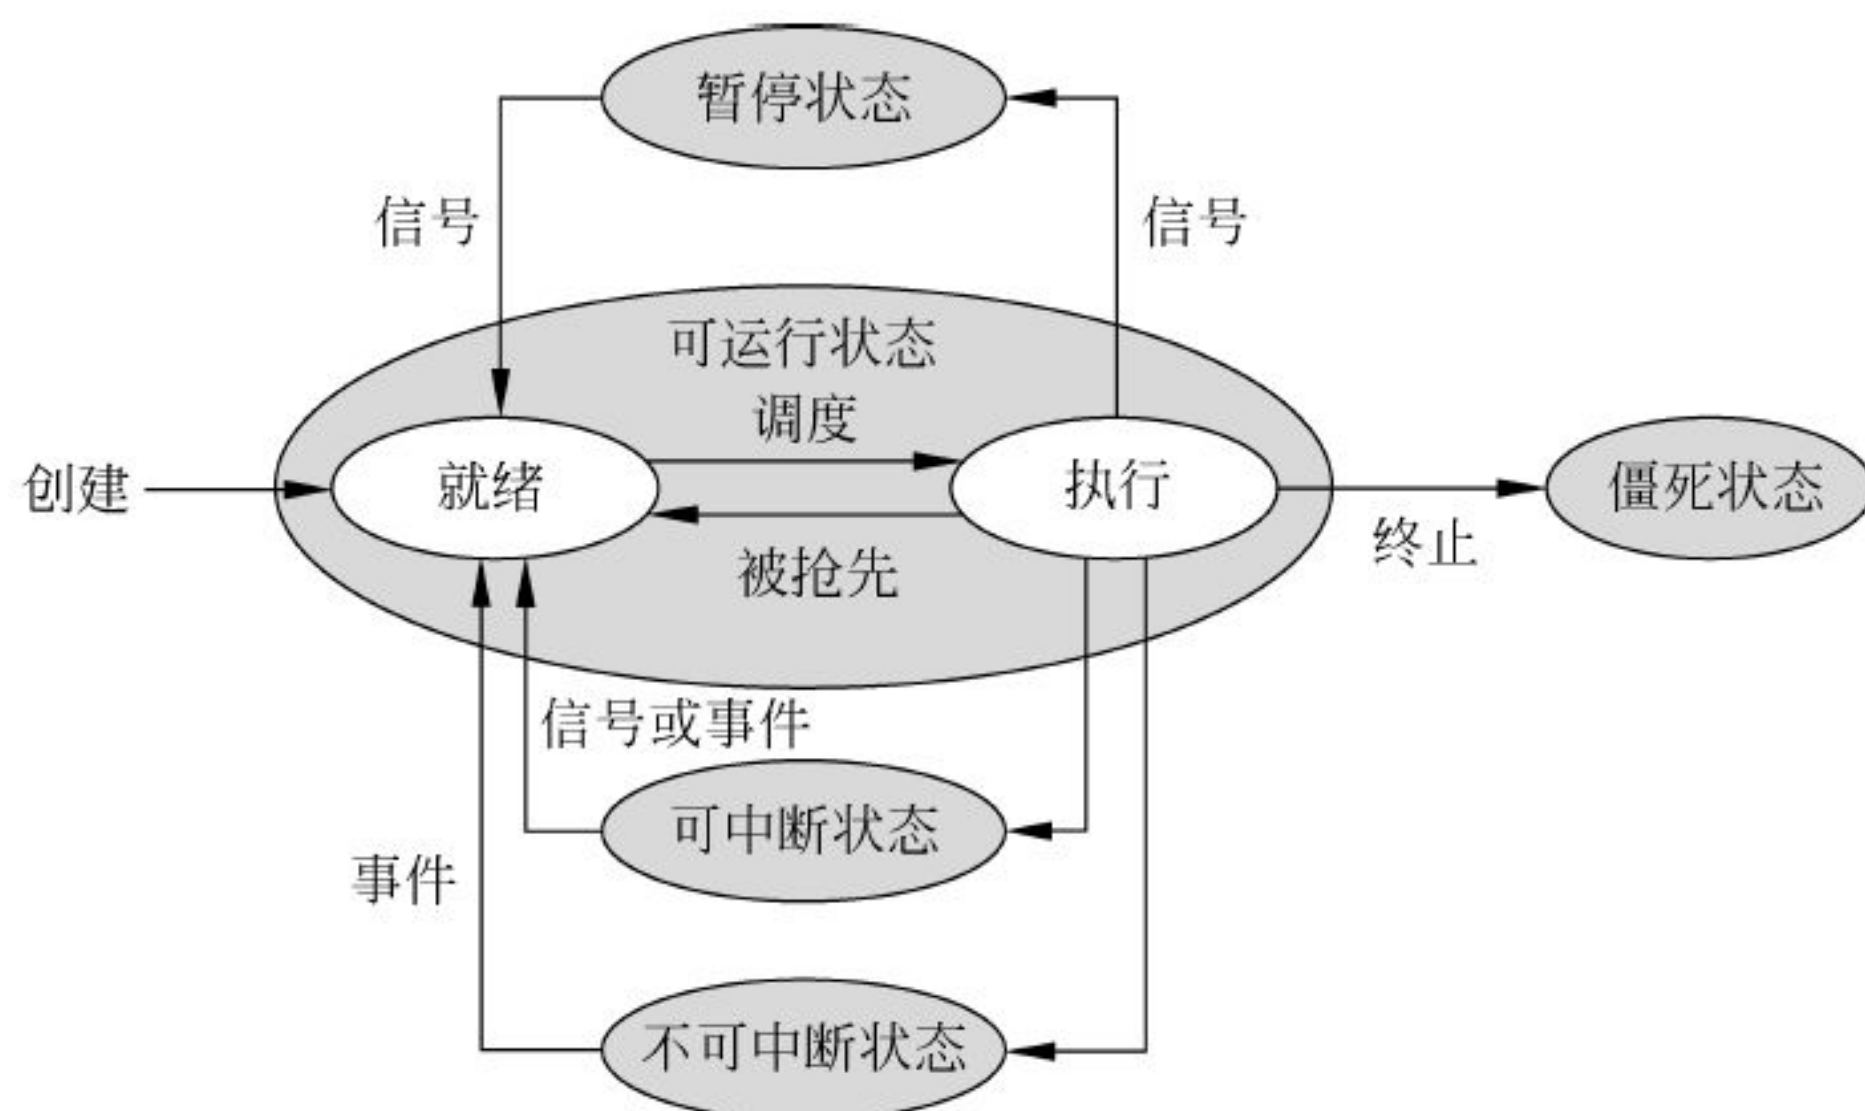 暂停状态
信号
信号
可运行状态
调度
创建
就绪
执行
僵死状态
终止
被抢先
信号或事件
可中断状态
事件
不可中断状态